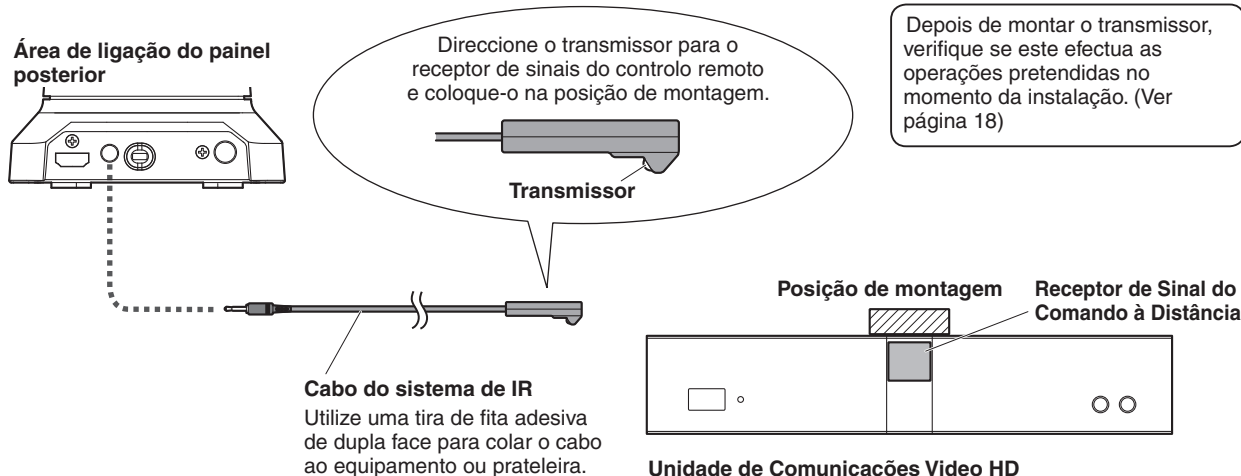 Área de ligação do painel
posterior
Direccione o transmissor para o
receptor de sinais do controlo remoto
e coloque-o na posição de montagem.
Transmissor
Depois de montar o transmissor,
verifique se este efectua as
operações pretendidas no
momento da instalação. (Ver
página 18)
Cabo do sistema de IR
Utilize uma tira de fita adesiva
de dupla face para colar o cabo
ao equipamento ou prateleira.
Posição de montagem
Receptor de Sinal do
Comando à Distância
Unidade de Comunicações Video HD